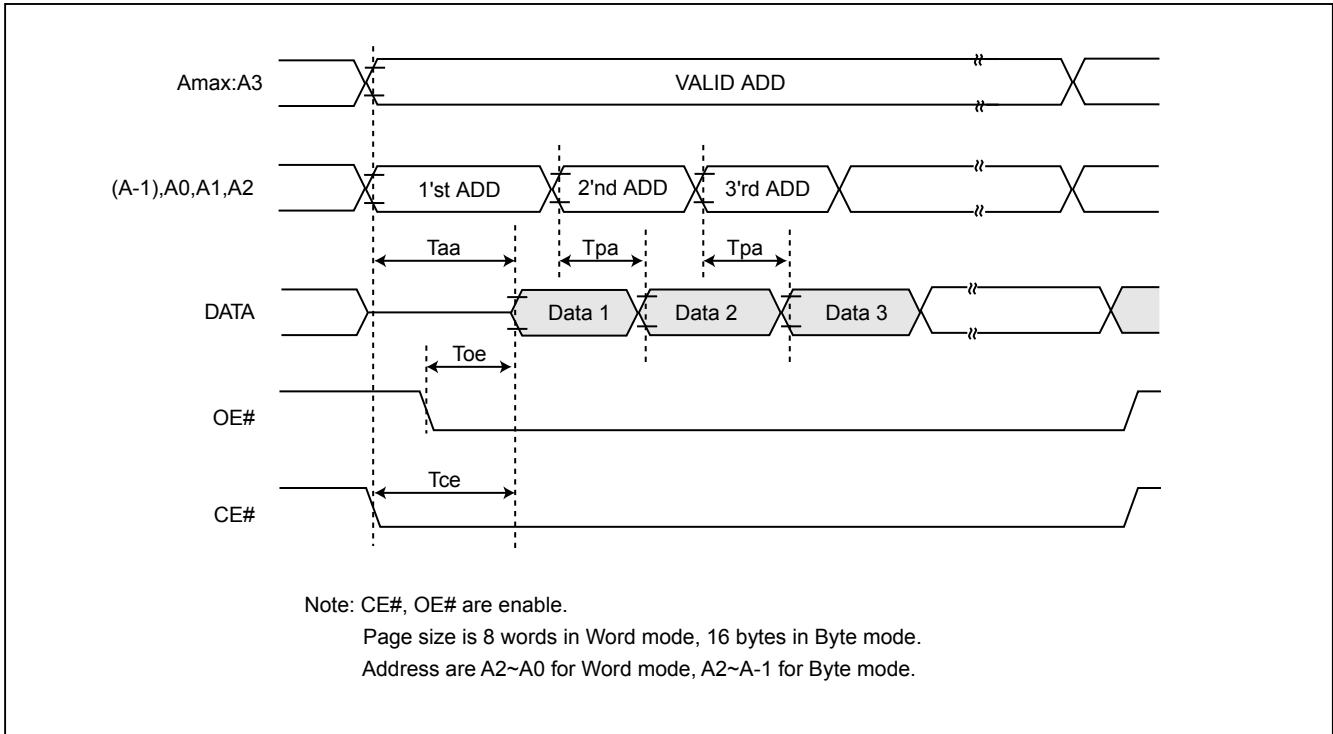 Amax:A3
VALID ADD
(A-1),A0,A1,A2
1'st ADD
2'nd ADD
3'rd ADD
Taa
Tpa
Tpa
DATA
Data 1
Data 2
Data 3
Toe
OE#
Tce
CE#
Note: CE#, OE# are enable.
Page size is 8 words in Word mode, 16 bytes in Byte mode.
Address are A2~A0 for Word mode, A2~A-1 for Byte mode.